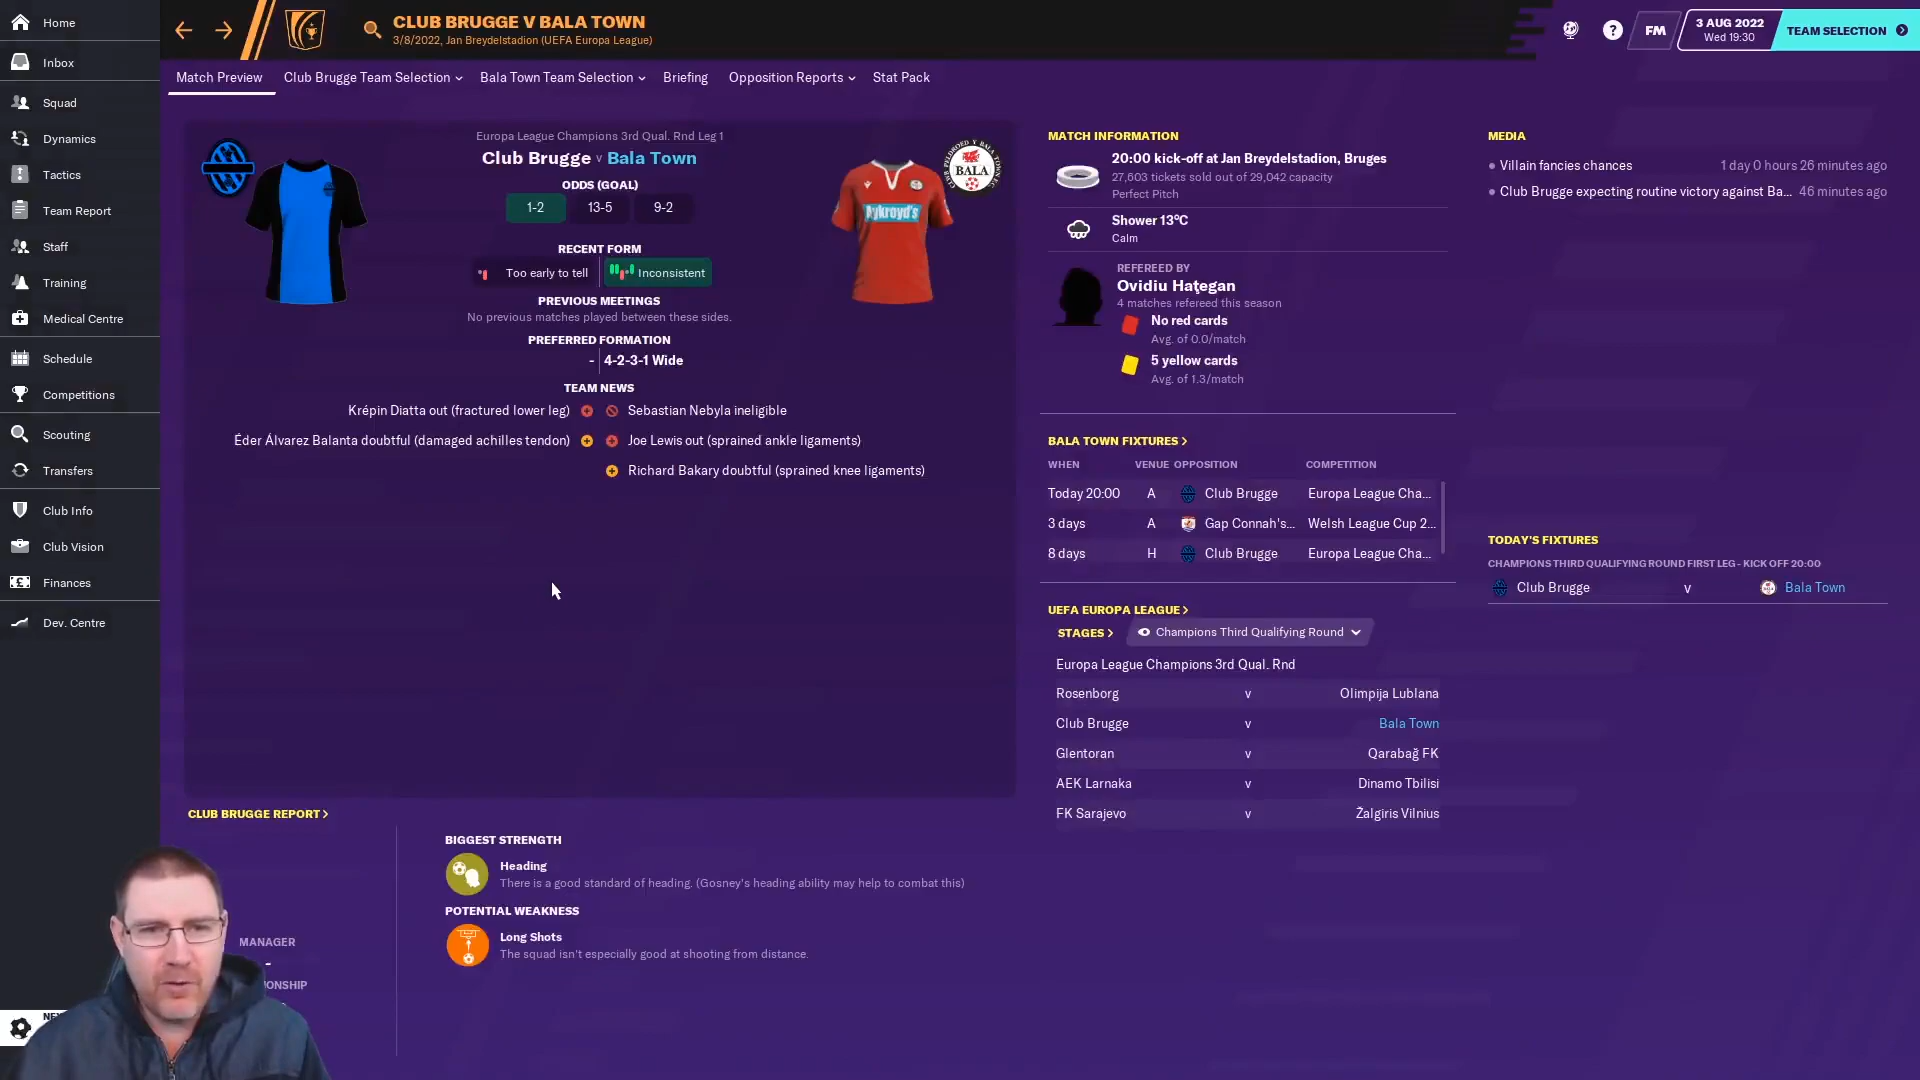 Home
Inbox
Squad
Dynamics
Tactics
Team Report
Staff
Training
Medical Centre
Schedule
Competitions
Scouting
Transfers
Club Info
Club Vision
Finances
Dev. Centre
CLUB BRUGGE V BALA TOWN
3/8/2022, Jan Breydelstadion (UEFA Europa League)
?
FM
3 AUG 2022
Wed 19:30
TEAM SELECTION
Match Preview
Club Brugge Team Selection
Bala Town Team Selection
Briefing
Opposition Reports
Stat Pack
Europa League Champions 3rd Qual. Rnd Leg 1
Club Brugge v Bala Town
ODDS (GOAL)
1-2 13-5 9-2
RECENT FORM
Too early to tell Inconsistent
PREVIOUS MEETINGS
No previous matches played between these sides.
PREFERRED FORMATION
- 4-2-3-1 Wide
TEAM NEWS
Krépin Diatta out (fractured lower leg) Sebastian Nebyla ineligible
Éder Álvarez Balanta doubtful (damaged achilles tendon) Joe Lewis out (sprained ankle ligaments)
Richard Bakary doubtful (sprained knee ligaments)
BALA
CLUB BRUGGE REPORT >
MANAGER
-
ONSHIP
BIGGEST STRENGTH
Heading
There is a good standard of heading. (Gosney's heading ability may help to combat this)
POTENTIAL WEAKNESS
Long Shots
The squad isn't especially good at shooting from distance.
MATCH INFORMATION
20:00 kick-off at Jan Breydelstadion, Bruges
27,603 tickets sold out of 29,042 capacity
Perfect Pitch
Shower 13°C
Calm
REFEREED BY
Ovidiu Haţegan
4 matches refereed this season
No red cards
Avg. of 0.0/match
5 yellow cards
Avg. of 1.3/match
BALA TOWN FIXTURES >
WHEN VENUE OPPOSITION COMPETITION
Today 20:00 A Club Brugge Europa League Cha...
3 days A Gap Connah's... Welsh League Cup 2...
8 days H Club Brugge Europa League Cha...
UEFA EUROPA LEAGUE >
STAGES > Champions Third Qualifying Round
Europa League Champions 3rd Qual. Rnd
Rosenborg v Olimpija Lublana
Club Brugge v Bala Town
Glentoran v Qarabağ FK
AEK Larnaka v Dinamo Tbilisi
FK Sarajevo v Žalgiris Vilnius
MEDIA
Villain fancies chances 1 day 0 hours 26 minutes ago
Club Brugge expecting routine victory against Ba... 46 minutes ago
TODAY'S FIXTURES
CHAMPIONS THIRD QUALIFYING ROUND FIRST LEG - KICK OFF 20:00
Club Brugge v Bala Town